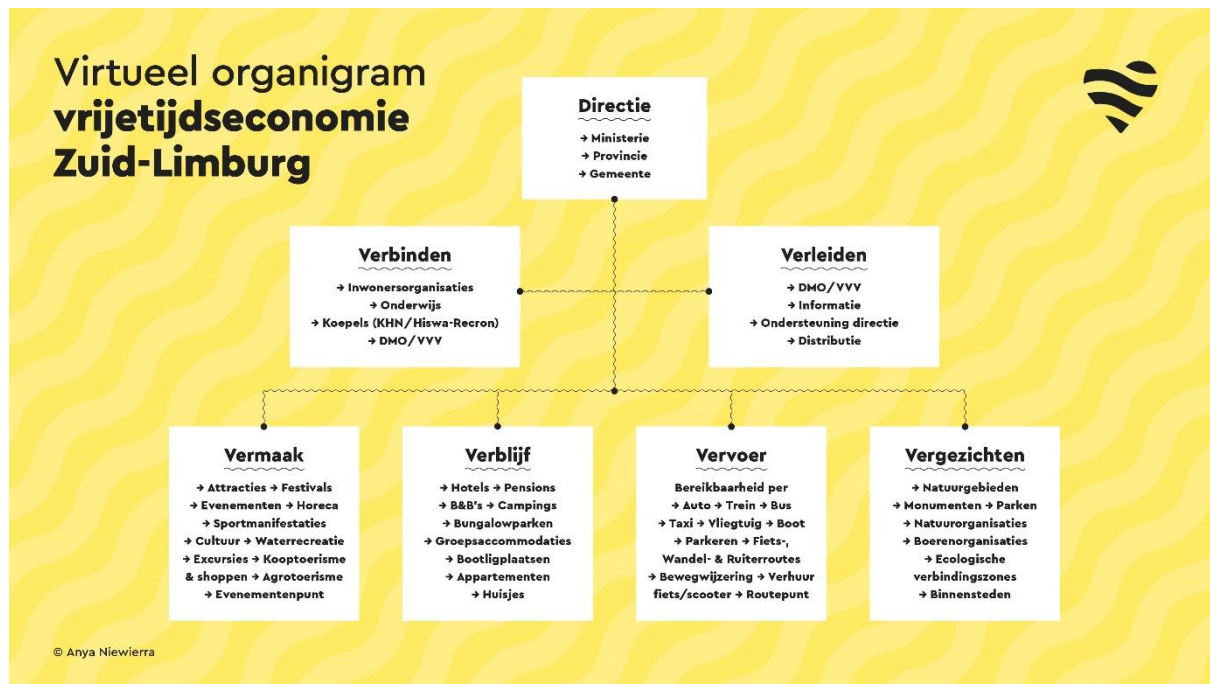 Virtueel organigram
vrijetijdseconomie
Zuid-Limburg
Directie
→ Ministerie
→ Provincie
→ Gemeente
Verbinden
→ Inwonersorganisaties
→ Onderwijs
→ Koepels (KHN/Hiswa-Recron)
→ DMO/VVV
Verleiden
→ DMO/VVV
→ Informatie
→ Ondersteuning directie
→ Distributie
Vermaak
→ Attracties → Festivals
→ Evenementen → Horeca
→ Sportmanifestaties
→ Cultuur → Waterrecreatie
→ Excursies → Kooptoerisme
& shoppen → Agrotoerisme
→ Evenementenpunt
Verblijf
→ Hotels → Pensions
→ B&B's → Campings
→ Bungalowparken
→ Groepsaccommodaties
→ Bootligplaatsen
→ Appartementen
→ Huisjes
Vervoer
Bereikbaarheid per
→ Auto → Trein → Bus
→ Taxi → Vliegtuig → Boot
→ Parkeren → Fiets-,
Wandel- & Ruiterroutes
→ Bewegwijzering → Verhuur
fiets/scooter → Routepunt
Vergezichten
→ Natuurgebieden
→ Monumenten → Parken
→ Natuurorganisaties
→ Boerenorganisaties
→ Ecologische
verbindingszones
→ Binnensteden
© Anya Niewierra